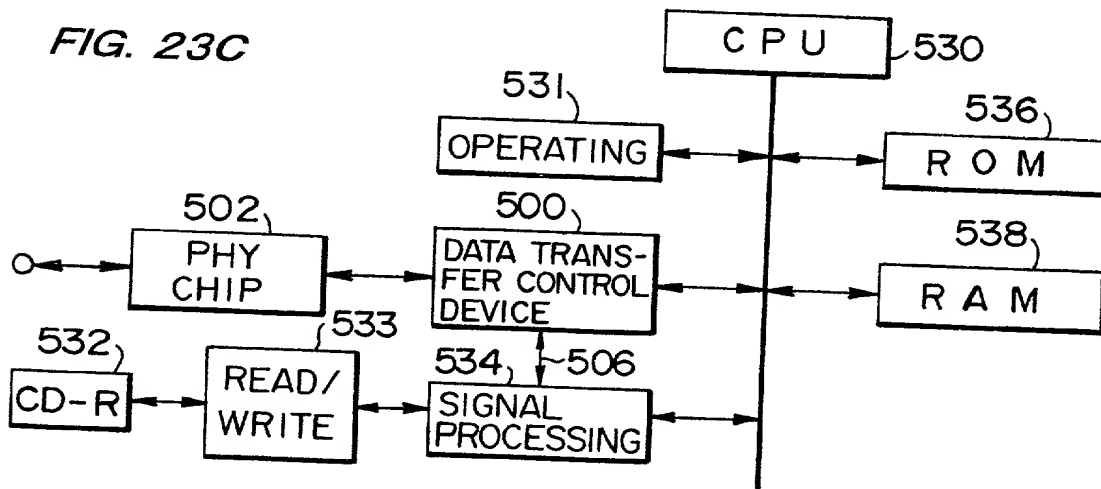 FIG. 23C
CPU
530
531
OPERATING
536
ROM
502
PHY
CHIP
500
DATA TRANS-
FER CONTROL
DEVICE
538
RAM
532
CD-R
533
READ/
WRITE
534
506
SIGNAL
PROCESSING